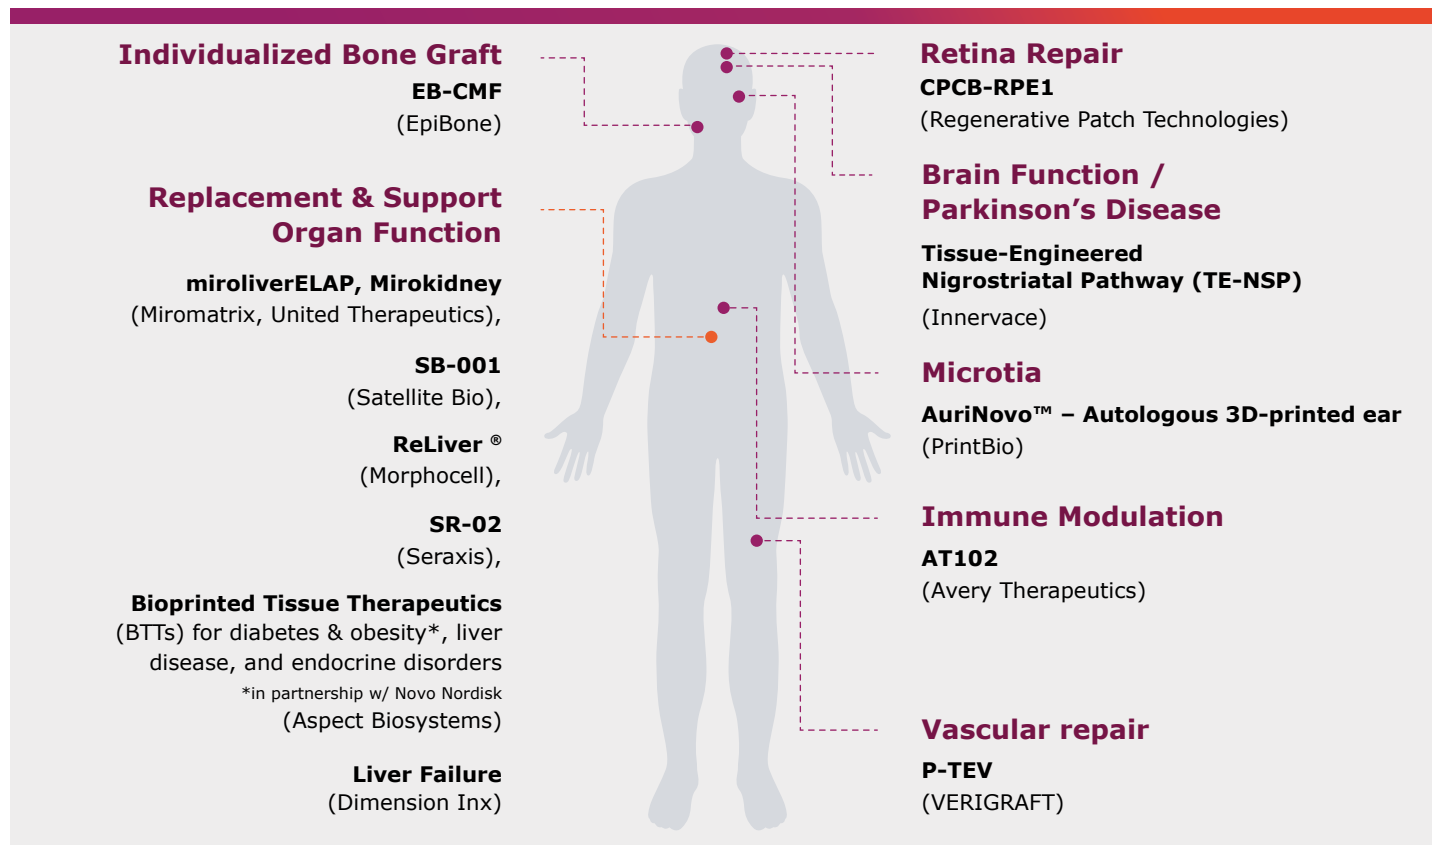 Individualized Bone Graft
EB-CMF
(EpiBone)
Replacement & Support
Organ Function
miroliverELAP, Mirokidney
(Miromatrix, United Therapeutics),
SB-001
(Satellite Bio),
ReLiver ®
(Morphocell),
SR-02
(Seraxis),
Bioprinted Tissue Therapeutics
(BTTs) for diabetes & obesity*, liver
disease, and endocrine disorders
*in partnership w/ Novo Nordisk
(Aspect Biosystems)
Liver Failure
(Dimension Inx)
Retina Repair
CPCB-RPE1
(Regenerative Patch Technologies)
Brain Function /
Parkinson’s Disease
Tissue-Engineered
Nigrostriatal Pathway (TE-NSP)
(Innervace)
Microtia
AuriNovo™ – Autologous 3D-printed ear
(PrintBio)
Immune Modulation
AT102
(Avery Therapeutics)
Vascular repair
P-TEV
(VERIGRAFT)